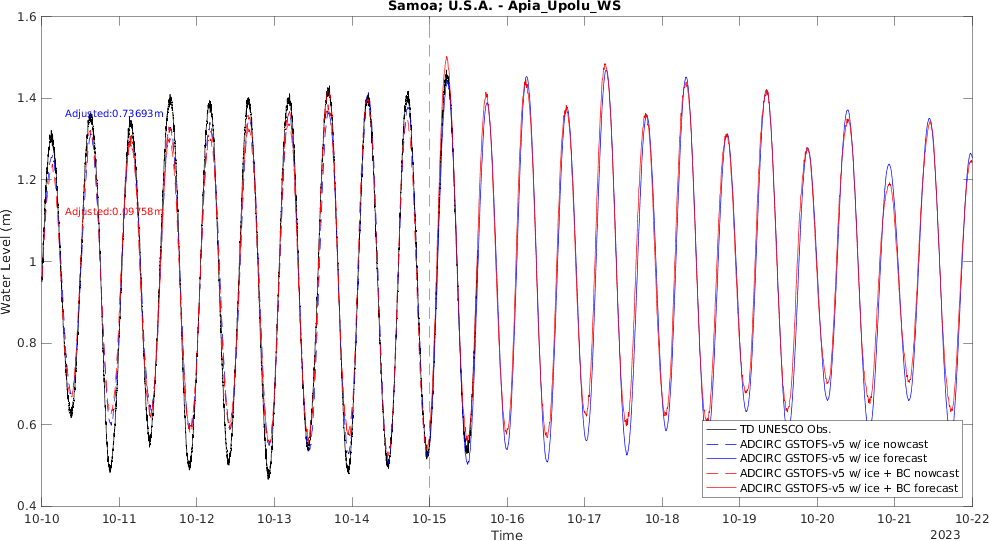 Samoa; U.S.A. - Apia_Upolu_WS
1.6
1.4
1.2
1
0.8
0.6
0.4
Water Level (m)
Adjusted:0.73693m
Adjusted:0.09758m
TD UNESCO Obs.
ADCIRC GSTOFS-v5 w/ ice nowcast
ADCIRC GSTOFS-v5 w/ ice forecast
ADCIRC GSTOFS-v5 w/ ice + BC nowcast
ADCIRC GSTOFS-v5 w/ ice + BC forecast
10-10 10-11 10-12 10-13 10-14 10-15 10-16 10-17 10-18 10-19 10-20 10-21 10-22
Time
2023